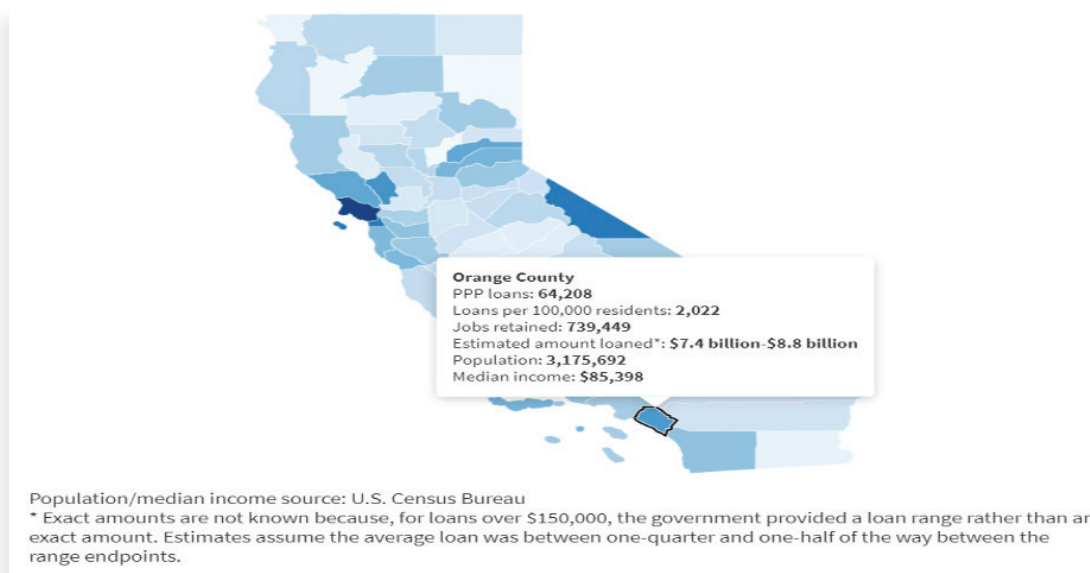 Orange County
PPP loans: 64,208
Loans per 100,000 residents: 2,022
Jobs retained: 739,449
Estimated amount loaned*: $7.4 billion-$8.8 billion
Population: 3,175,692
Median income: $85,398
Population/median income source: U.S. Census Bureau
* Exact amounts are not known because, for loans over $150,000, the government provided a loan range rather than
exact amount. Estimates assume the average loan was between one-quarter and one-half of the way between the
range endpoints.